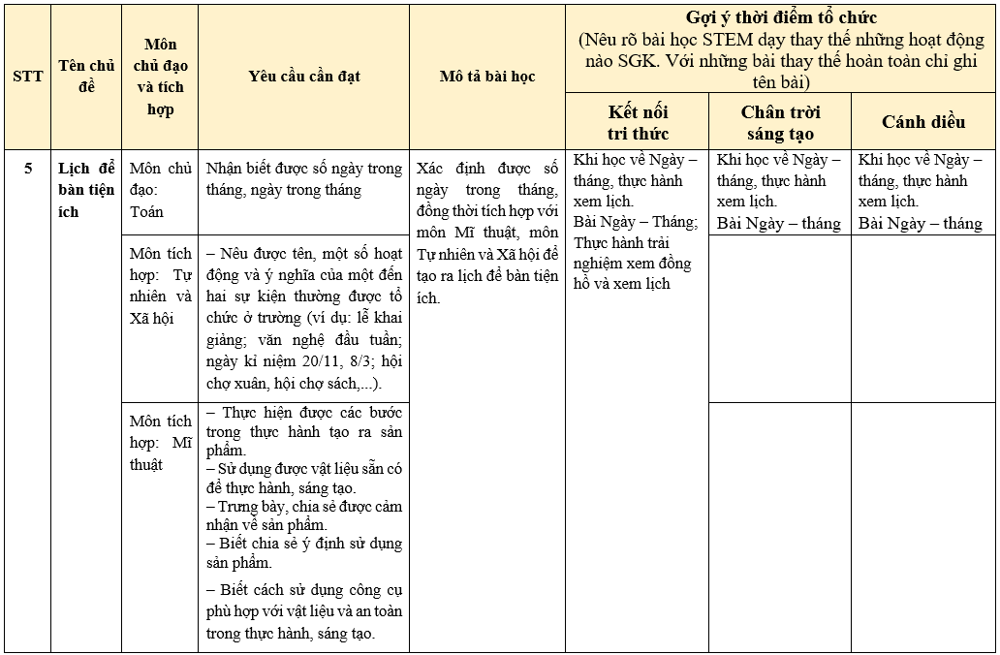 STT
Tên chủ
đề
Môn
chủ đạo
và tích
hợp
Yêu cầu cần đạt
Mô tả bài học
Gợi ý thời điểm tổ chức
(Nêu rõ bài học STEM dạy thay thế những hoạt động
nào SGK. Với những bài thay thế hoàn toàn chỉ ghi
tên bài)
Kết nối
tri thức
Chân trời
sáng tạo
Cánh diều
5
Lịch để
bàn tiện
ích
Môn chủ
đạo:
Toán
Nhận biết được số ngày trong
tháng, ngày trong tháng
Xác định được số
ngày trong tháng,
đồng thời tích hợp với
môn Mĩ thuật, môn
Tự nhiên và Xã hội để
tạo ra lịch để bàn tiện
ích.
Khi học về Ngày –
tháng, thực hành
xem lịch.
Bài Ngày – Tháng;
Thực hành trải
nghiệm xem đồng
hồ và xem lịch
Khi học về Ngày –
tháng, thực hành
xem lịch.
Bài Ngày – tháng
Khi học về Ngày –
tháng, thực hành
xem lịch.
Bài Ngày – tháng
Môn tích
hợp: Tự
nhiên và
Xã hội
– Nêu được tên, một số hoạt
động và ý nghĩa của một đến
hai sự kiện thường được tổ
chức ở trường (ví dụ: lễ khai
giảng; văn nghệ đầu tuần;
ngày kỉ niệm 20/11, 8/3; hội
chợ xuân, hội chợ sách,...).
Môn tích
hợp: Mĩ
thuật
– Thực hiện được các bước
trong thực hành tạo ra sản
phẩm.
– Sử dụng được vật liệu sẵn có
để thực hành, sáng tạo.
– Trưng bày, chia sẻ được cảm
nhận về sản phẩm.
– Biết chia sẻ ý định sử dụng
sản phẩm.
– Biết cách sử dụng công cụ
phù hợp với vật liệu và an toàn
trong thực hành, sáng tạo.